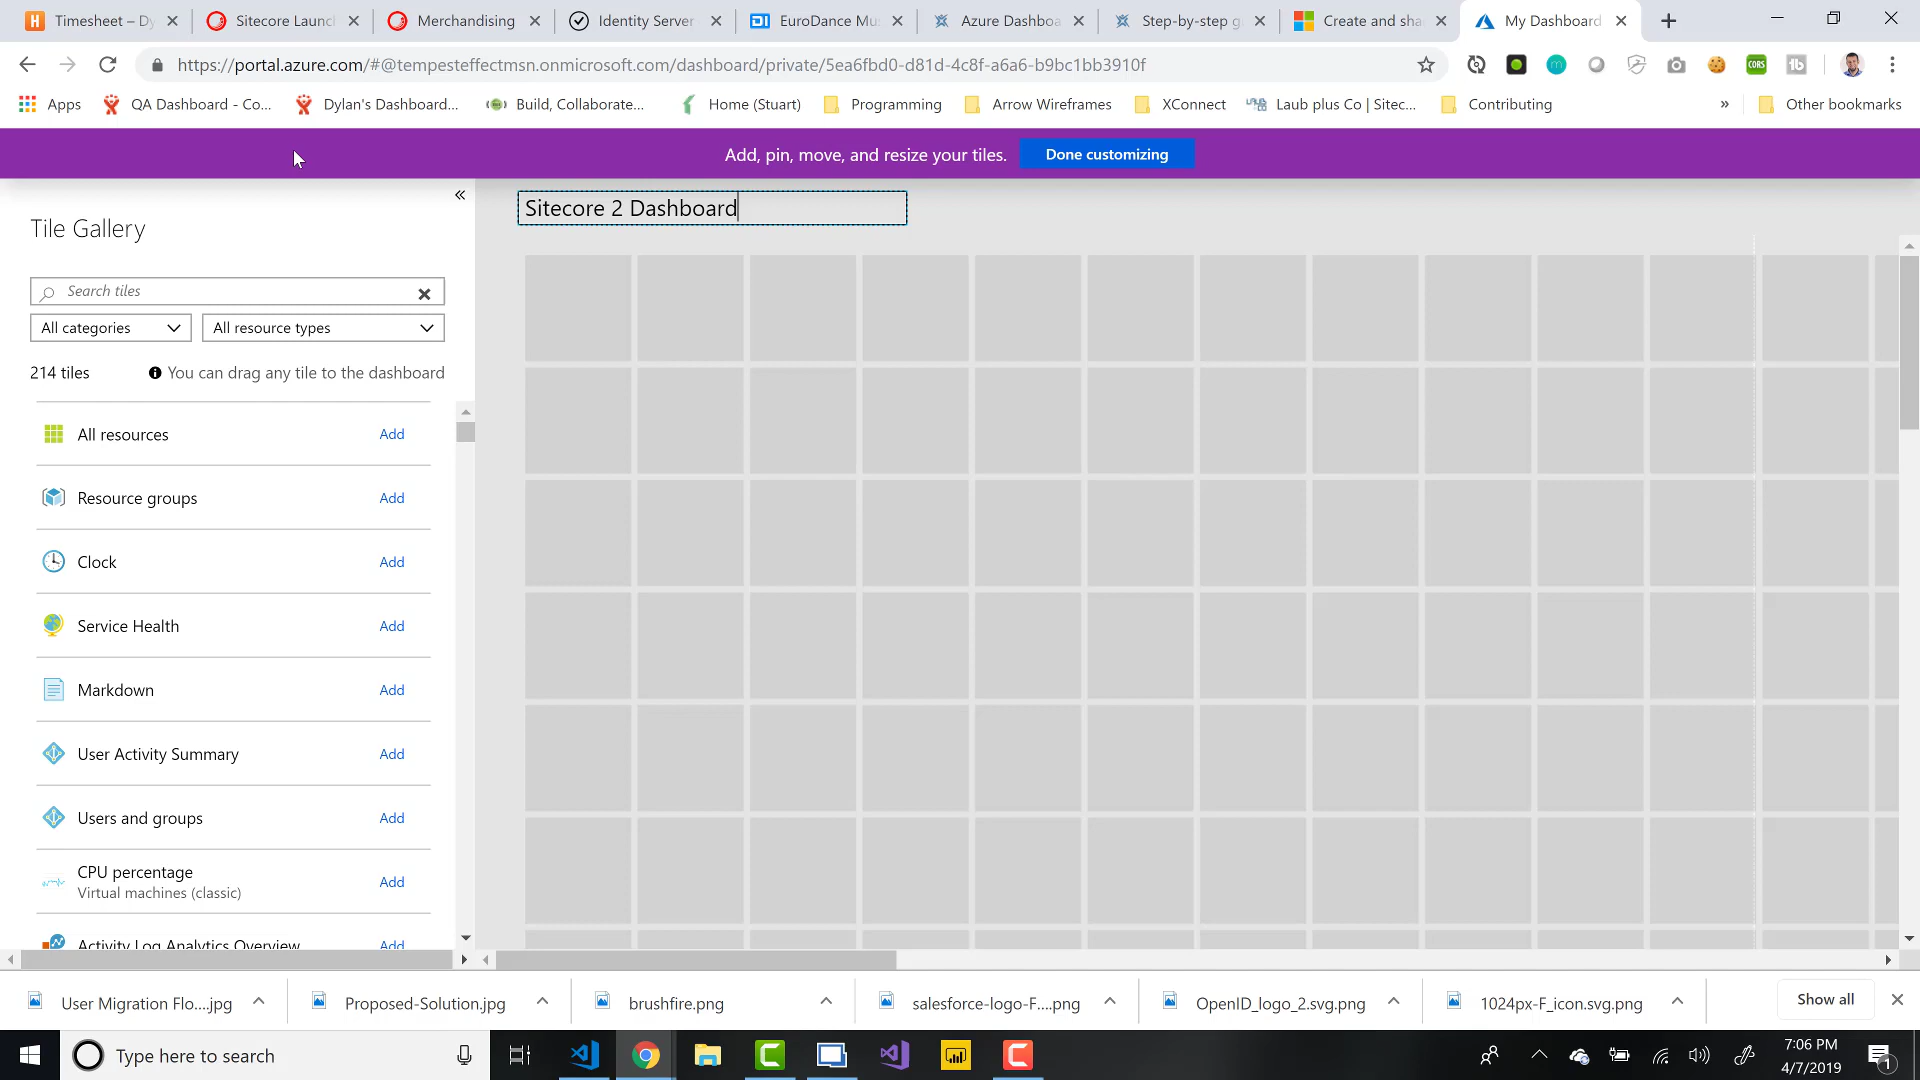 Timesheet – Dy
Sitecore Launc
Merchandising
Identity Server
EuroDance Mu
Azure Dashboa
Step-by-step g
Create and sha
My Dashboard
https://portal.azure.com/#@tempesteffectmsn.onmicrosoft.com/dashboard/private/5ea6fbd0-d81d-4c8f-a6a6-b9bc1bb3910f
CORS
Apps
QA Dashboard - Co...
Dylan's Dashboard...
Build, Collaborate...
Home (Stuart)
Programming
Arrow Wireframes
XConnect
Laub plus Co | Sitec...
Contributing
»
Other bookmarks
Add, pin, move, and resize your tiles.
Done customizing
Sitecore 2 Dashboard
Tile Gallery
Search tiles
All categories
All resource types
214 tiles
You can drag any tile to the dashboard
All resources Add
Resource groups Add
Clock Add
Service Health Add
Markdown Add
User Activity Summary Add
Users and groups Add
CPU percentage
Virtual machines (classic)
Add
Activity Log Analytics Overview Add
User Migration Flo....jpg
Proposed-Solution.jpg
brushfire.png
salesforce-logo-F....png
OpenID_logo_2.svg.png
1024px-F_icon.svg.png
Show all
Type here to search
7:06 PM
4/7/2019
1